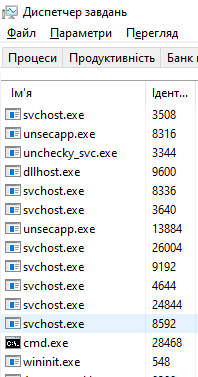 Диспетчер завдань
Файл Параметри Перегляд
Процеси Продуктивність Банк
Ім'я Ідент...
svchost.exe 3508
unsecapp.exe 8316
unchecky_svc.exe 3344
dllhost.exe 9600
svchost.exe 8336
svchost.exe 3640
unsecapp.exe 13884
svchost.exe 26004
svchost.exe 9192
svchost.exe 4644
svchost.exe 24844
svchost.exe 8592
cmd.exe 28468
wininit.exe 548